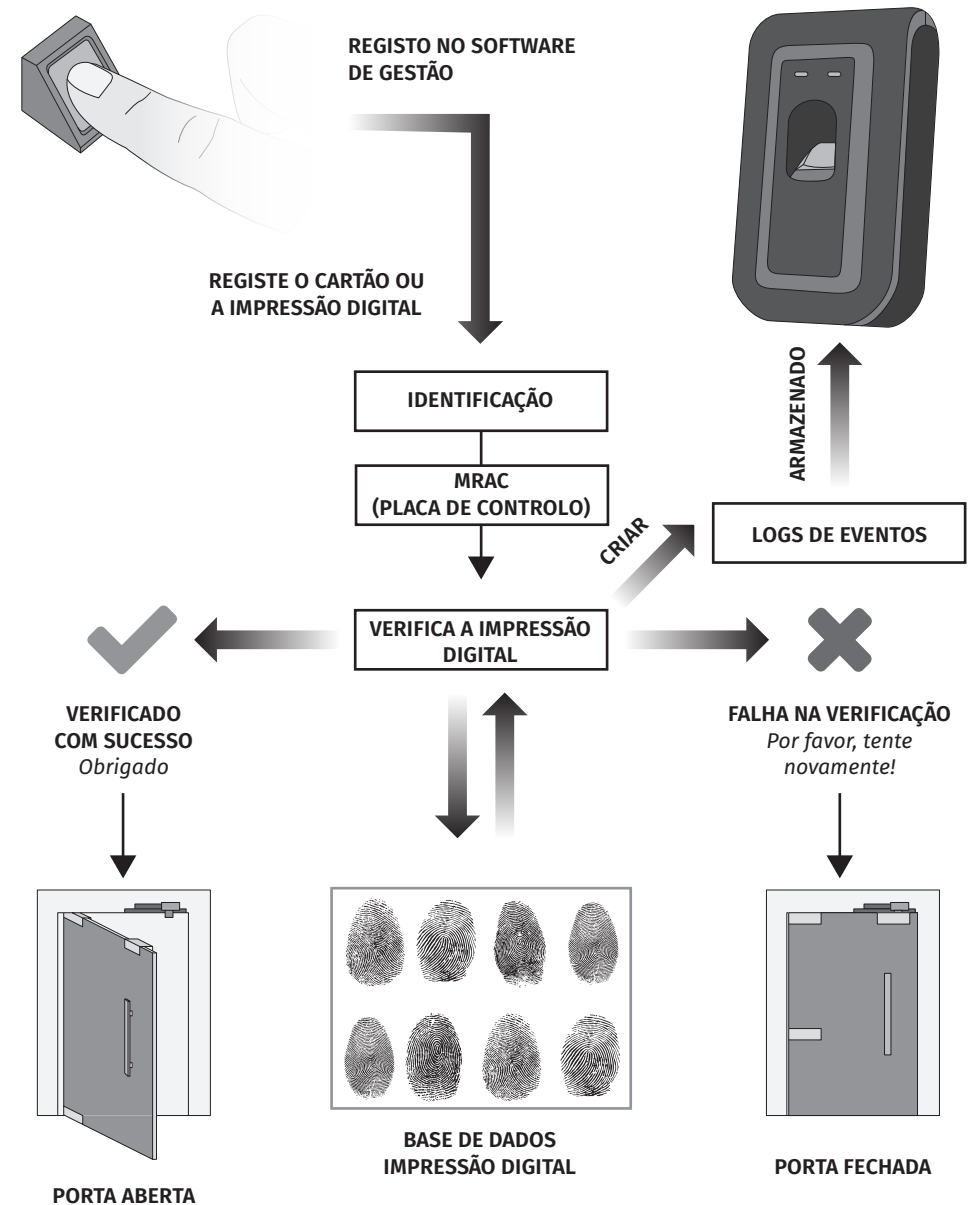 REGISTO NO SOFTWARE
DE GESTÃO
REGISTE O CARTÃO OU
A IMPRESSÃO DIGITAL
IDENTIFICAÇÃO
MRAC
(PLACA DE CONTROLO)
ARMAZENADO
LOGS DE EVENTOS
CRIAR
VERIFICA A IMPRESSÃO
DIGITAL
VERIFICADO
COM SUCESSO
Obrigado
FALHA NA VERIFICAÇÃO
Por favor, tente
novamente!
BASE DE DADOS
IMPRESSÃO DIGITAL
PORTA FECHADA
PORTA ABERTA